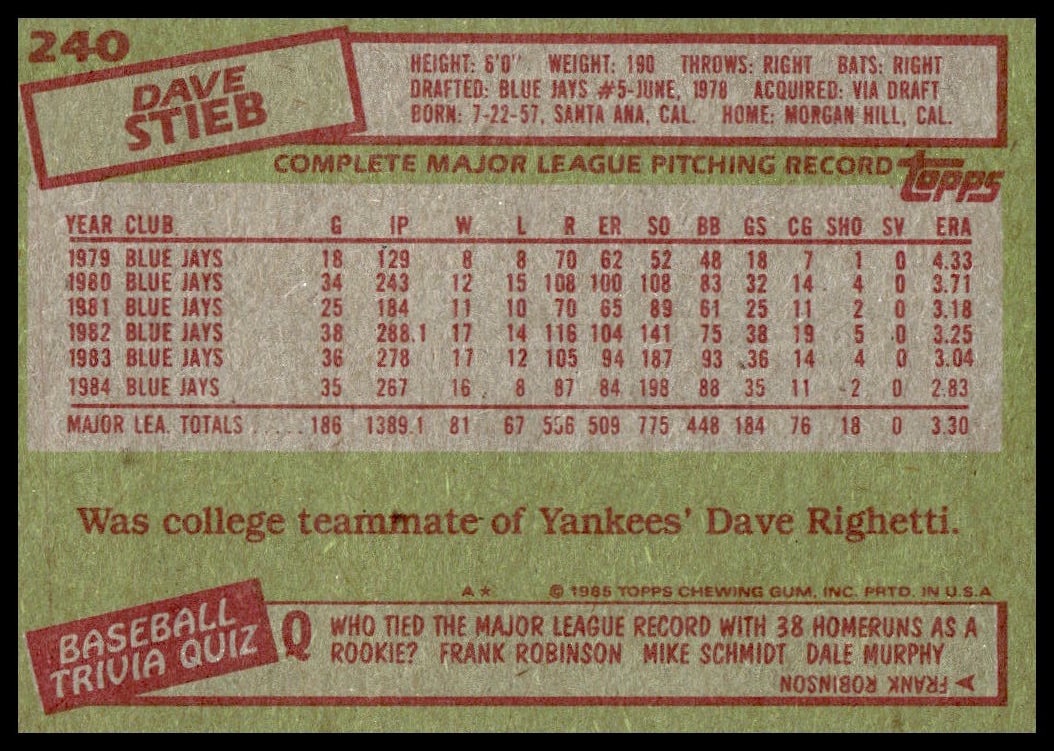 240
DAVE
STIEB
HEIGHT: 6'0" WEIGHT: 190 THROWS: RIGHT BATS: RIGHT
DRAFTED: BLUE JAYS #5-JUNE, 1978 ACQUIRED: VIA DRAFT
BORN: 7-22-57, SANTA ANA, CAL. HOME: MORGAN HILL, CAL.
COMPLETE MAJOR LEAGUE PITCHING RECORD topps
YEAR CLUB G IP W L R ER SO BB GS CG SHO SV ERA
1979 BLUE JAYS 18 129 8 8 70 62 52 48 18 7 1 0 4.33
1980 BLUE JAYS 34 243 12 15 108 100 108 83 32 14 4 0 3.71
1981 BLUE JAYS 25 184 11 10 70 65 89 61 25 11 2 0 3.18
1982 BLUE JAYS 38 288.1 17 14 116 104 141 75 38 19 5 0 3.25
1983 BLUE JAYS 36 278 17 12 105 94 187 93 36 14 4 0 3.04
1984 BLUE JAYS 35 267 16 8 87 84 198 88 35 11 2 0 2.83
MAJOR LEA. TOTALS ..... 186 1389.1 81 67 556 509 775 448 184 76 18 0 3.30
Was college teammate of Yankees' Dave Righetti.
A* © 1985 TOPPS CHEWING GUM, INC. PRTD. IN U.S.A
BASEBALL
TRIVIA QUIZ
Q WHO TIED THE MAJOR LEAGUE RECORD WITH 38 HOMERUNS AS A
ROOKIE? FRANK ROBINSON MIKE SCHMIDT DALE MURPHY
A FRANK ROBINSON